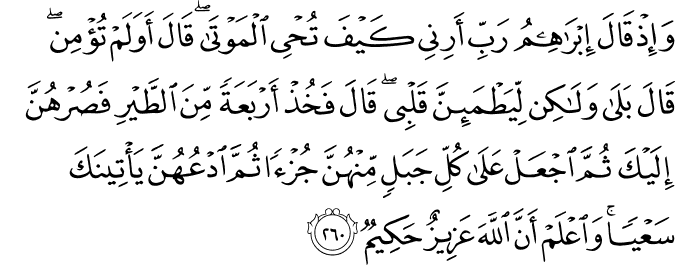 وَإِذْ قَالَ إِبْرَٰهِـۧمُ رَبِّ أَرِنِى كَيْفَ تُحْىِ ٱلْمَوْتَىٰ ۖ قَالَ أَوَلَمْ تُؤْمِن ۖ
قَالَ بَلَىٰ وَلَـٰكِن لِّيَطْمَئِنَّ قَلْبِى ۖ قَالَ فَخُذْ أَرْبَعَةً مِّنَ ٱلطَّيْرِ فَصُرْهُنَّ
إِلَيْكَ ثُمَّ ٱجْعَلْ عَلَىٰ كُلِّ جَبَلٍ مِّنْهُنَّ جُزْءًا ثُمَّ ٱدْعُهُنَّ يَأْتِينَكَ
سَعْيًا ۚ وَٱعْلَمْ أَنَّ ٱللَّهَ عَزِيزٌ حَكِيمٌ ٢٦٠